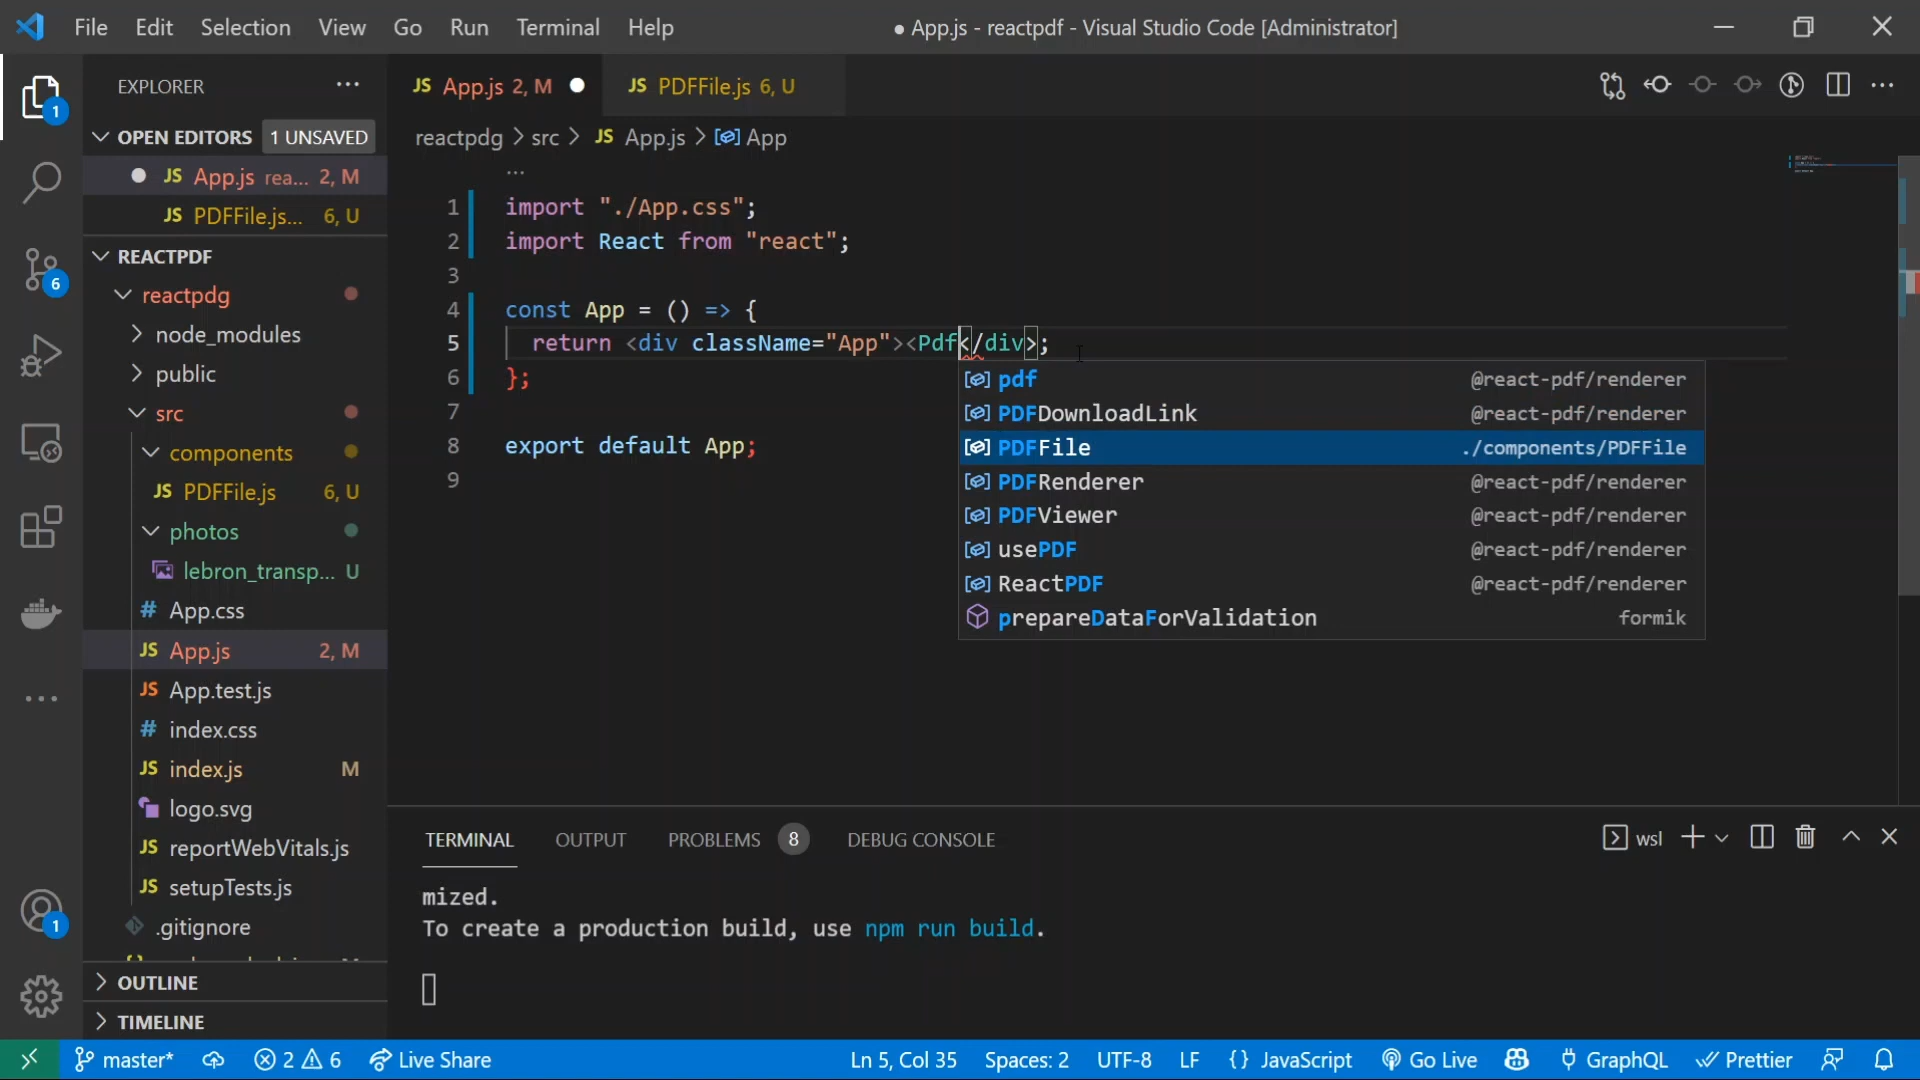 File Edit Selection View Go Run Terminal Help ● App.js - reactpdf - Visual Studio Code [Administrator]
EXPLORER ···
1
OPEN EDITORS 1 UNSAVED
● JS App.js rea... 2, M
JS PDFFile.js... 6, U
REACTPDF
6
reactpdg
node_modules
public
src
components
JS PDFFile.js 6, U
photos
lebron_transp... U
# App.css
JS App.js 2, M
JS App.test.js
# index.css
JS index.js M
logo.svg
JS reportWebVitals.js
JS setupTests.js
.gitignore
1
OUTLINE
TIMELINE
JS App.js 2, M ● JS PDFFile.js 6, U
reactpdg > src > JS App.js > App
...
1 import "./App.css";
2 import React from "react";
3
4 const App = () => {
5 return <div className="App"><Pdf</div>;
6 };
7
8 export default App;
9
pdf @react-pdf/renderer
PDFDownloadLink @react-pdf/renderer
PDFFile ./components/PDFFile
PDFRenderer @react-pdf/renderer
PDFViewer @react-pdf/renderer
usePDF @react-pdf/renderer
ReactPDF @react-pdf/renderer
prepareDataForValidation formik
TERMINAL OUTPUT PROBLEMS 8 DEBUG CONSOLE wsl
mized.
To create a production build, use npm run build.
master* 2 6 Live Share Ln 5, Col 35 Spaces: 2 UTF-8 LF {} JavaScript Go Live GraphQL Prettier